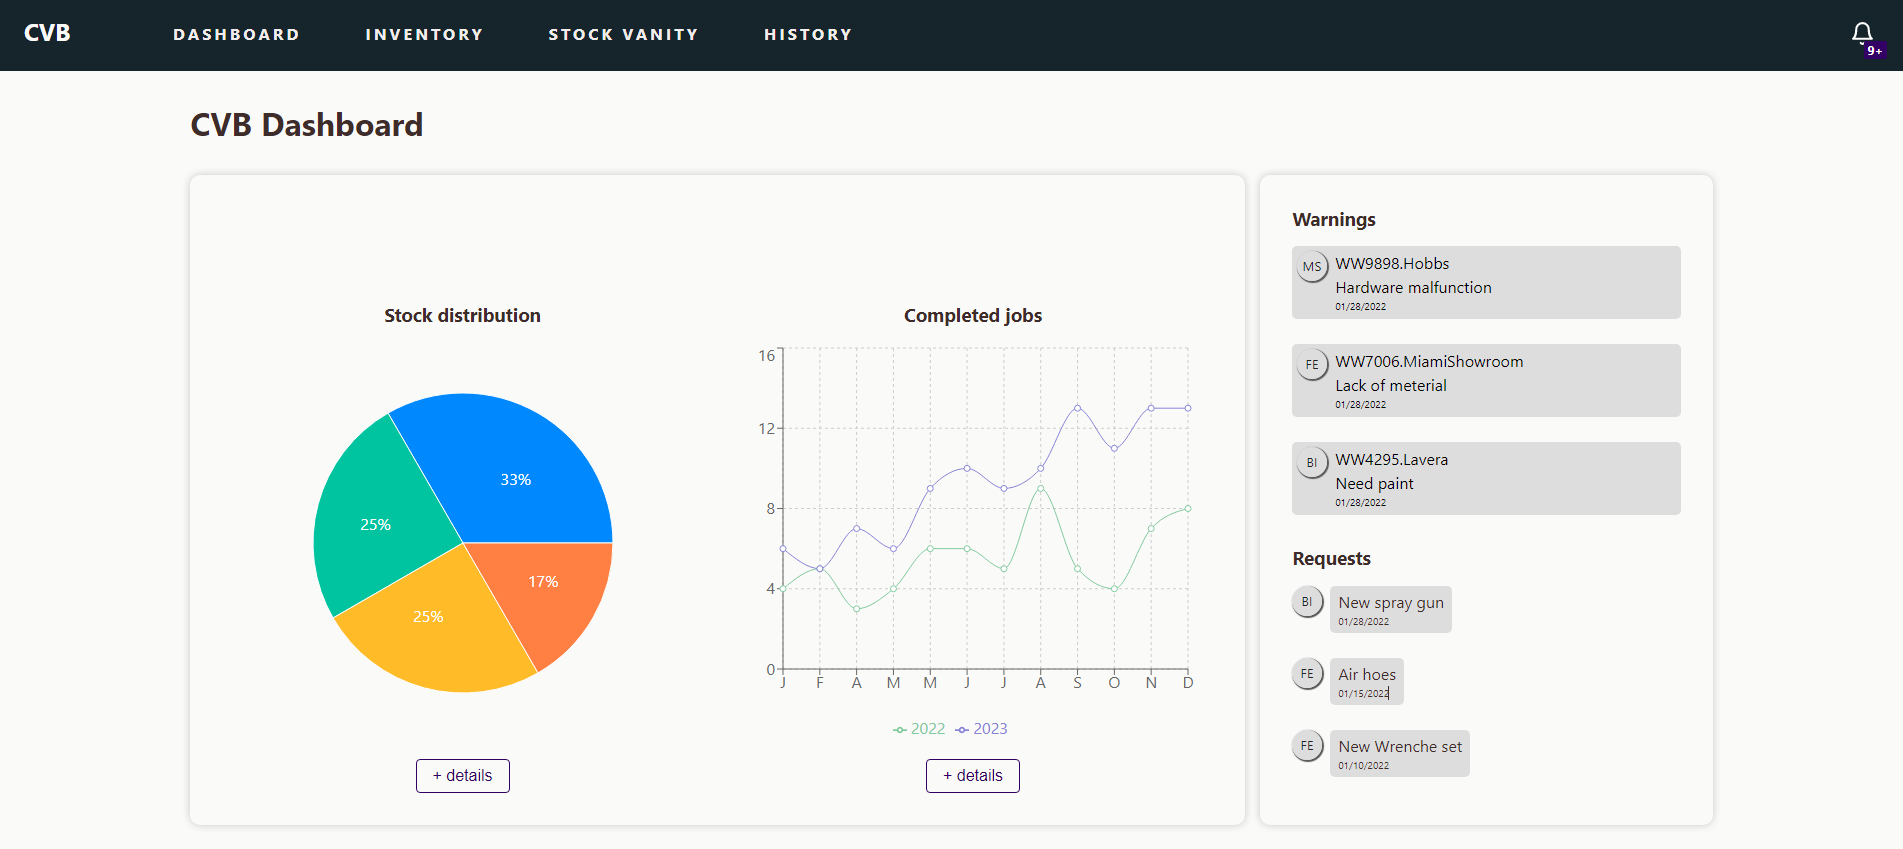 CVB
DASHBOARD
INVENTORY
STOCK VANITY
HISTORY
9+
CVB Dashboard
Stock distribution
33%
25%
17%
25%
+ details
Completed jobs
16
12
8
4
0
J F A M M J J A S O N D
2022 2023
+ details
Warnings
MS
WW9898.Hobbs
Hardware malfunction
01/28/2022
FE
WW7006.MiamiShowroom
Lack of meterial
01/28/2022
BI
WW4295.Lavera
Need paint
01/28/2022
Requests
BI
New spray gun
01/28/2022
FE
Air hoes
01/15/2022
FE
New Wrenche set
01/10/2022